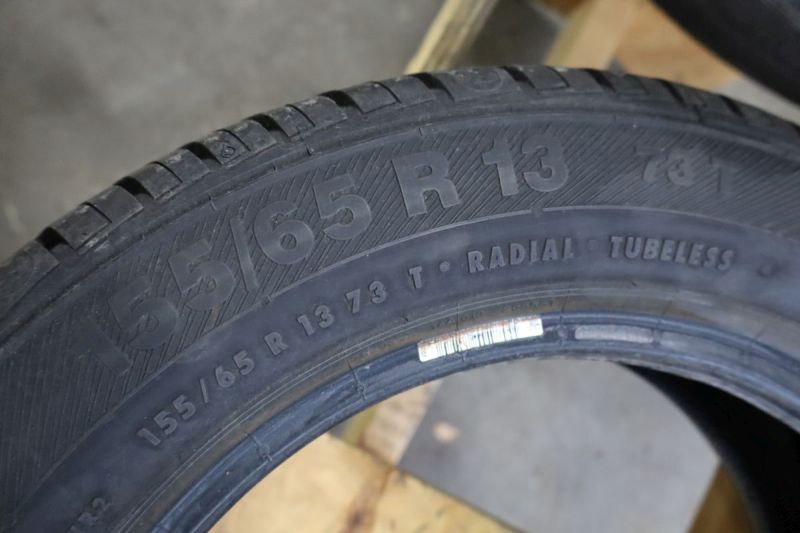 155/65 R 13 73 T
155/65 R 13 73 T • RADIAL • TUBELESS